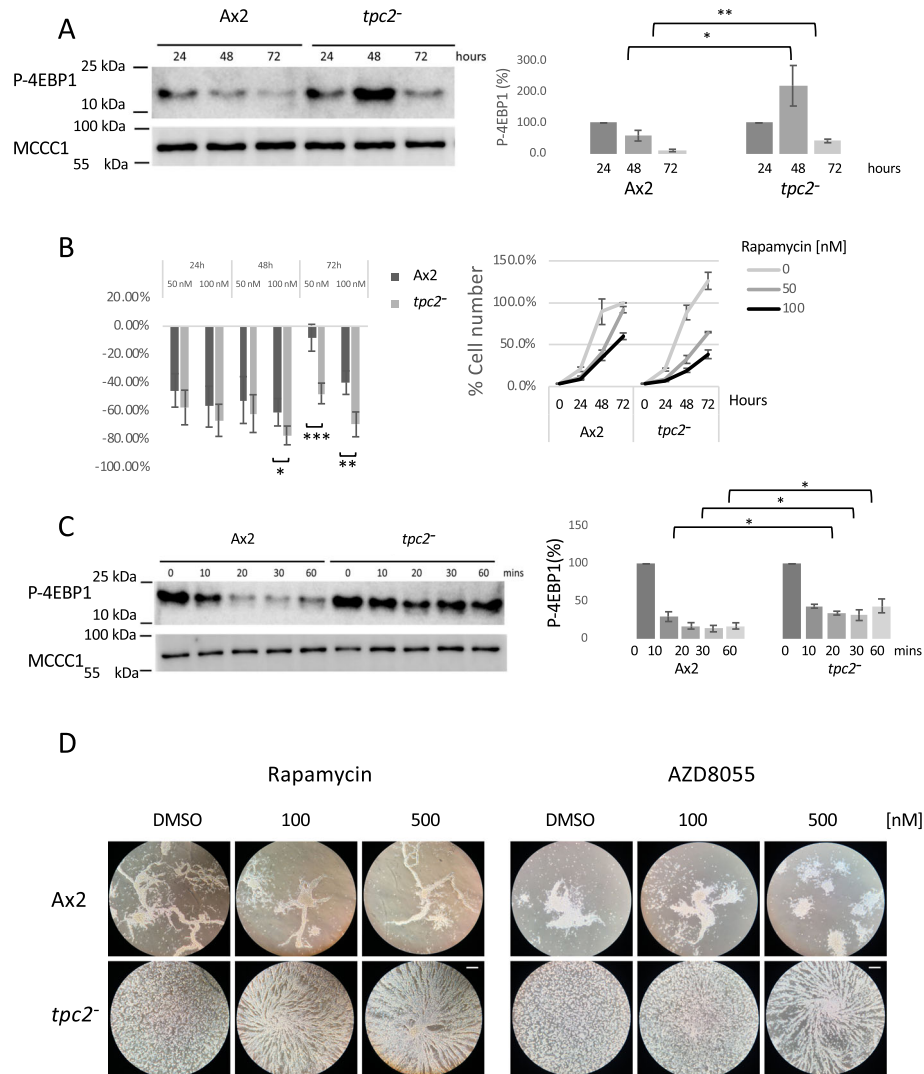 A
Ax2
tpc2-
24 48 72 24 48 72 hours
25 kDa
P-4EBP1
10 kDa
100 kDa
MCCC1
55 kDa
**
*
P-4EBP1 (%)
300.0
200.0
100.0
0.0
24 48 72 24 48 72 hours
Ax2 tpc2-
B
24h 48h 72h
50 nM 100 nM 50 nM 100 nM 50 nM 100 nM
Ax2
tpc2-
20.00%
0.00%
-20.00%
-40.00%
-60.00%
-80.00%
-100.00%
* *** **
% Cell number
150.0%
100.0%
50.0%
0.0%
0 24 48 72 0 24 48 72 Hours
Ax2 tpc2-
Rapamycin [nM]
0
50
100
C
Ax2 tpc2-
0 10 20 30 60 0 10 20 30 60 mins
25 kDa
P-4EBP1
10 kDa
100 kDa
MCCC1
55 kDa
*
*
*
P-4EBP1(%)
150
100
50
0
0 10 20 30 60 0 10 20 30 60 mins
Ax2 tpc2-
D
Rapamycin AZD8055
DMSO 100 500 DMSO 100 500 [nM]
Ax2
tpc2-